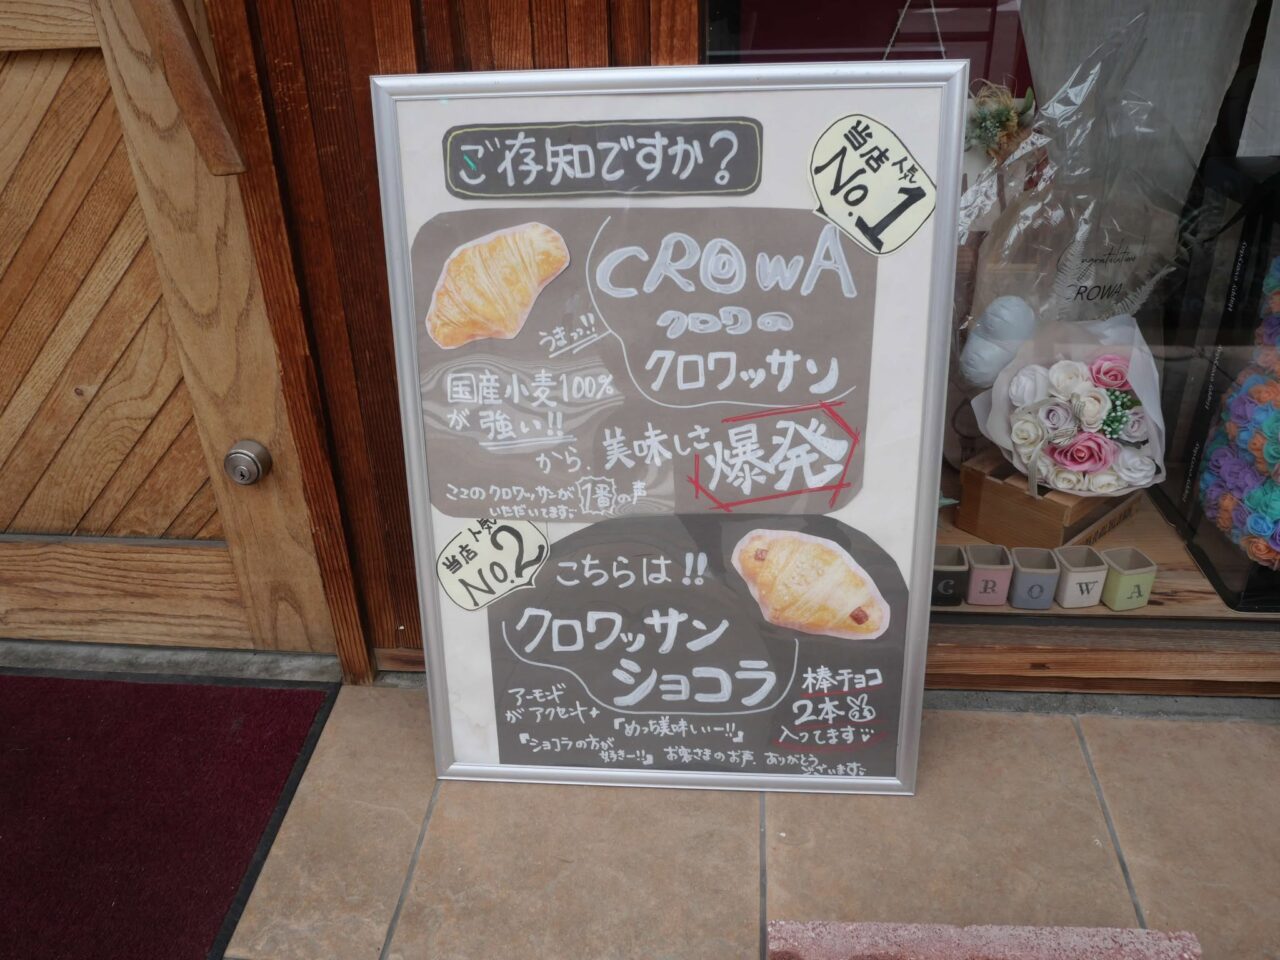 ご存知ですか?
当店人気
No.1
CROWA
クロワの
クロワッサン
うまっっ!!
国産小麦100%
が強い!!
から、美味しさ
爆発
ここのクロワッサンが1番の声
いただいてます
当店人気
No.2
こちらは!!
クロワッサン
ショコラ
アーモンド
がアクセント
棒チョコ
2本
入ってます
「めっち美味いぃー!!」
「ショコラの方が
好きー!!」
お客さまのお声、ありがとう
ございます
Congratulations
CROWA
CROWA
Happy everyday